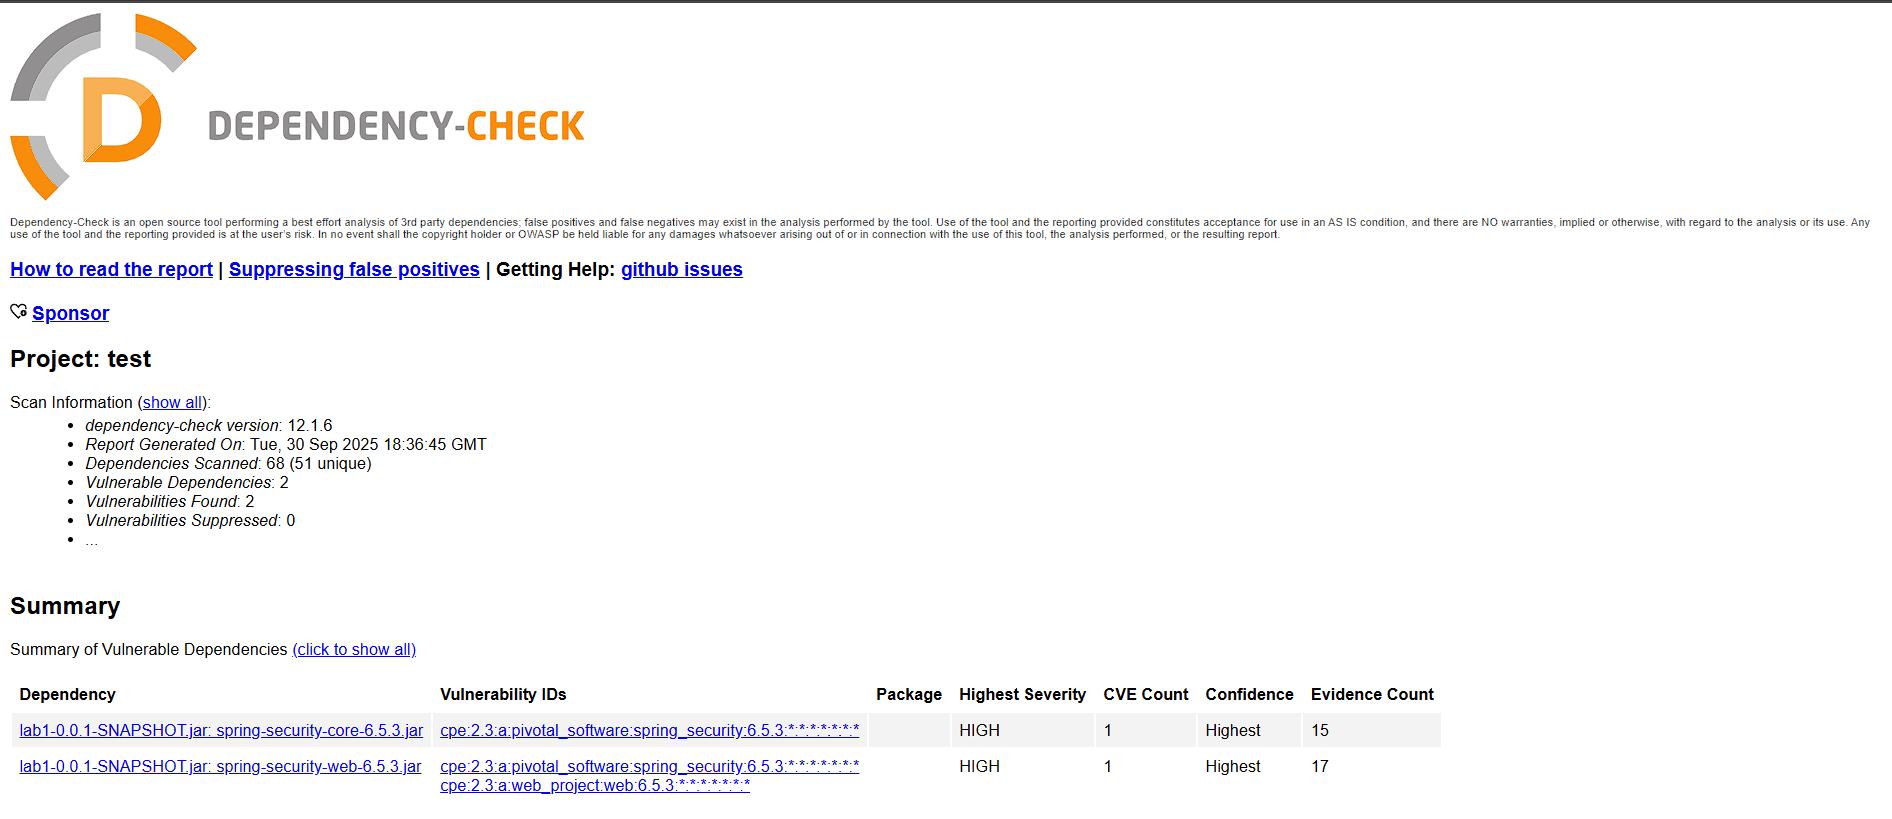 DEPENDENCY-CHECK
Dependency-Check is an open source tool performing a best effort analysis of 3rd party dependencies; false positives and false negatives may exist in the analysis performed by the tool. Use of the tool and the reporting provided constitutes acceptance for use in an AS IS condition, and there are NO warranties, implied or otherwise, with regard to the analysis or its use. Any
use of the tool and the reporting provided is at the user's risk. In no event shall the copyright holder or OWASP be held liable for any damages whatsoever arising out of or in connection with the use of this tool, the analysis performed, or the resulting report.
How to read the report | Suppressing false positives | Getting Help: github issues
Sponsor
Project: test
Scan Information (show all):
• dependency-check version: 12.1.6
• Report Generated On: Tue, 30 Sep 2025 18:36:45 GMT
• Dependencies Scanned: 68 (51 unique)
• Vulnerable Dependencies: 2
• Vulnerabilities Found: 2
• Vulnerabilities Suppressed: 0
• ...
Summary
Summary of Vulnerable Dependencies (click to show all)
Dependency Vulnerability IDs Package Highest Severity CVE Count Confidence Evidence Count
lab1-0.0.1-SNAPSHOT.jar: spring-security-core-6.5.3.jar cpe:2.3:a:pivotal_software:spring_security:6.5.3:*:*:*:*:*:*:* HIGH 1 Highest 15
lab1-0.0.1-SNAPSHOT.jar: spring-security-web-6.5.3.jar cpe:2.3:a:pivotal_software:spring_security:6.5.3:*:*:*:*:*:*:* HIGH 1 Highest 17
cpe:2.3:a:web_project:web:6.5.3:*:*:*:*:*:*:*